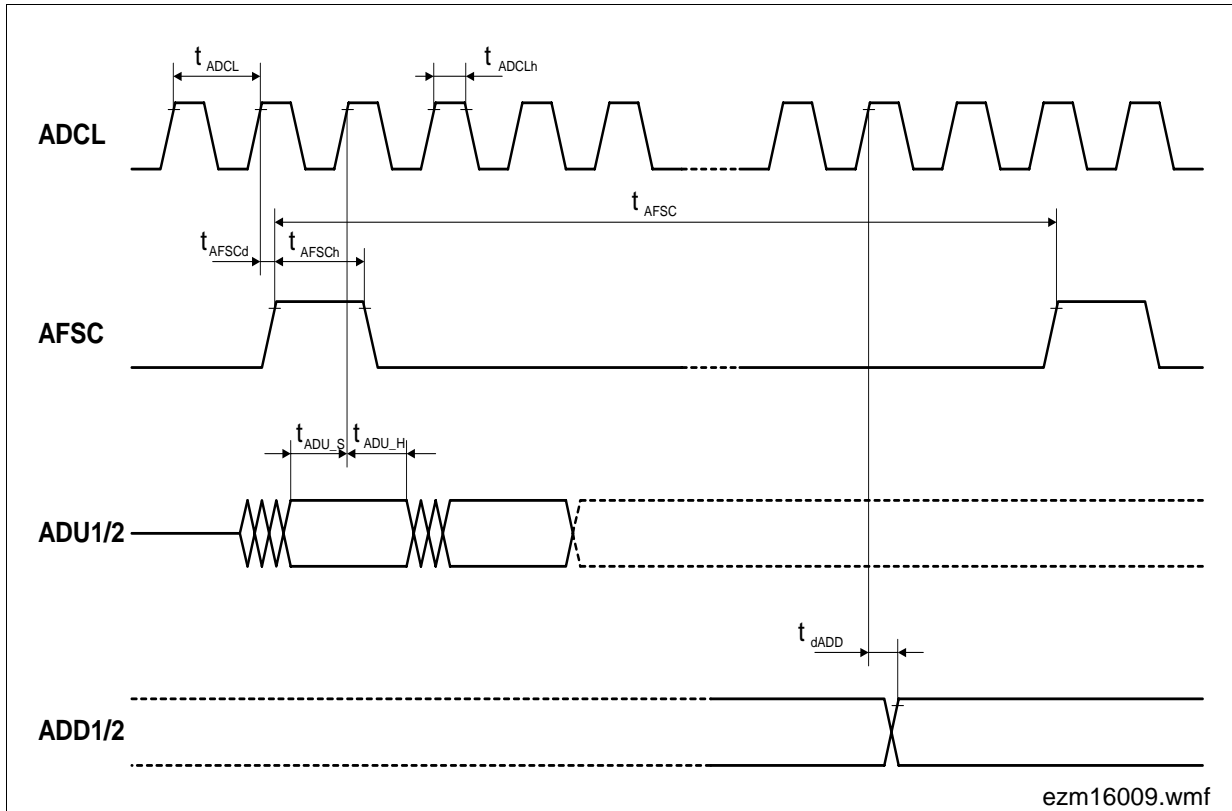 t ADCL
t ADCLh
ADCL
t AFSC
t AFSCd
t AFSCh
AFSC
t ADU_S
t ADU_H
ADU1/2
t dADD
ADD1/2
ezm16009.wmf